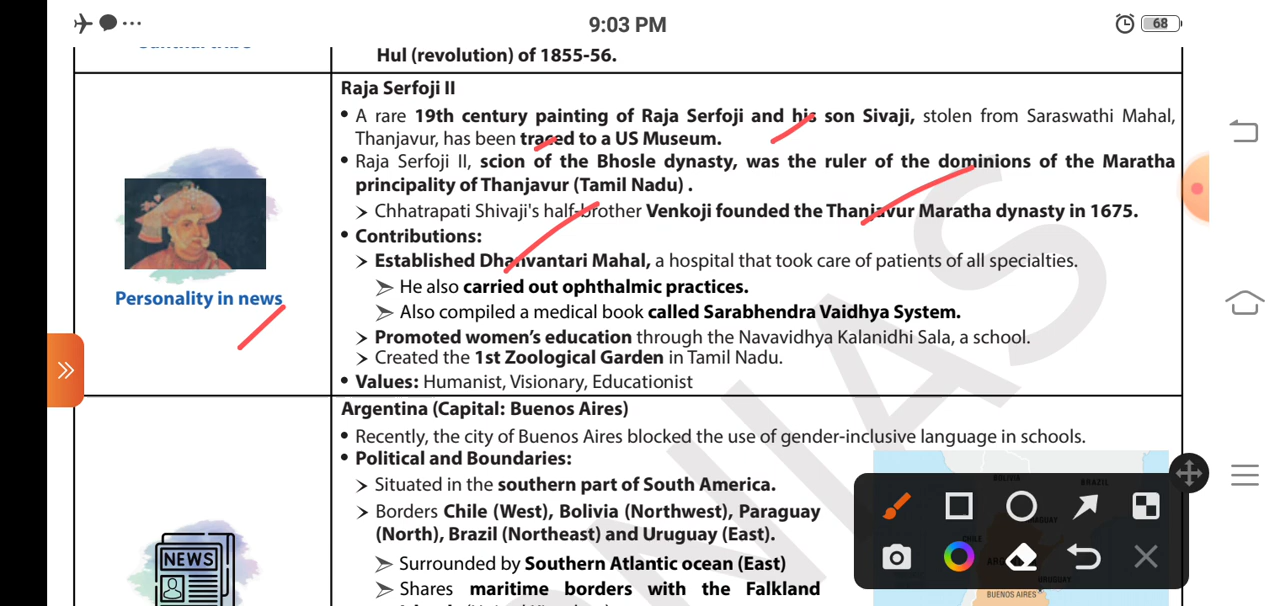 9:03 PM
68
Hul (revolution) of 1855-56.
Raja Serfoji II
• A rare 19th century painting of Raja Serfoji and his son Sivaji, stolen from Saraswathi Mahal,
Thanjavur, has been traced to a US Museum.
• Raja Serfoji II, scion of the Bhosle dynasty, was the ruler of the dominions of the Maratha
principality of Thanjavur (Tamil Nadu) .
➢ Chhatrapati Shivaji's half-brother Venkoji founded the Thanjavur Maratha dynasty in 1675.
• Contributions:
➢ Established Dhanvantari Mahal, a hospital that took care of patients of all specialties.
➢ He also carried out ophthalmic practices.
➢ Also compiled a medical book called Sarabhendra Vaidhya System.
➢ Promoted women's education through the Navavidhya Kalanidhi Sala, a school.
➢ Created the 1st Zoological Garden in Tamil Nadu.
• Values: Humanist, Visionary, Educationist
Personality in news
Argentina (Capital: Buenos Aires)
• Recently, the city of Buenos Aires blocked the use of gender-inclusive language in schools.
• Political and Boundaries:
➢ Situated in the southern part of South America.
➢ Borders Chile (West), Bolivia (Northwest), Paraguay
(North), Brazil (Northeast) and Uruguay (East).
➢ Surrounded by Southern Atlantic ocean (East)
➢ Shares maritime borders with the Falkland
NEWS
BOLIVIA
BRAZIL
CHILE
URUGUAY
BUENOS AIRES